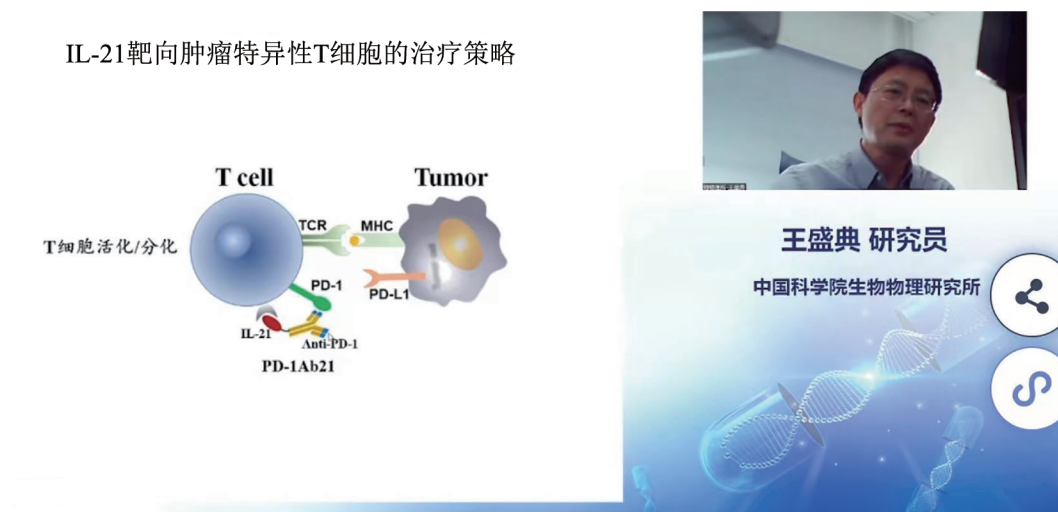 IL-21靶向肿瘤特异性T细胞的治疗策略
T cell
Tumor
TCR
MHC
T细胞活化/分化
PD-1
PD-L1
IL-21
Anti-PD-1
PD-1Ab21
王盛典 研究员
中国科学院生物物理研究所